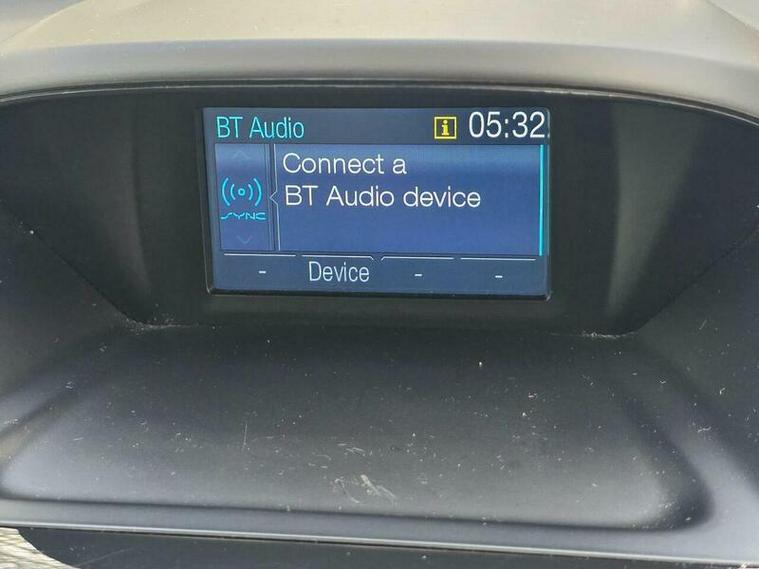 BT Audio
i
05:32
Connect a
BT Audio device
SYNC
- Device - -